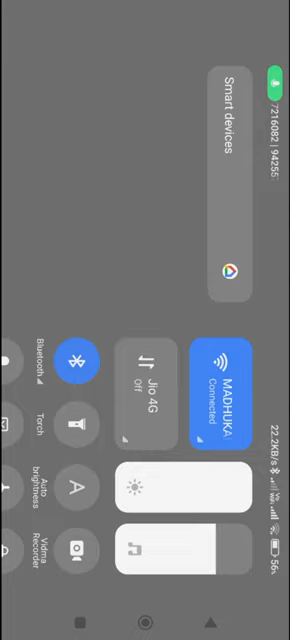 7216082 | 94255
22.2KB/s
56
Smart devices
MADHUKA
Connected
Jio 4G
Off
Bluetooth
Torch
A
Auto
brightness
Vidma
Recorder